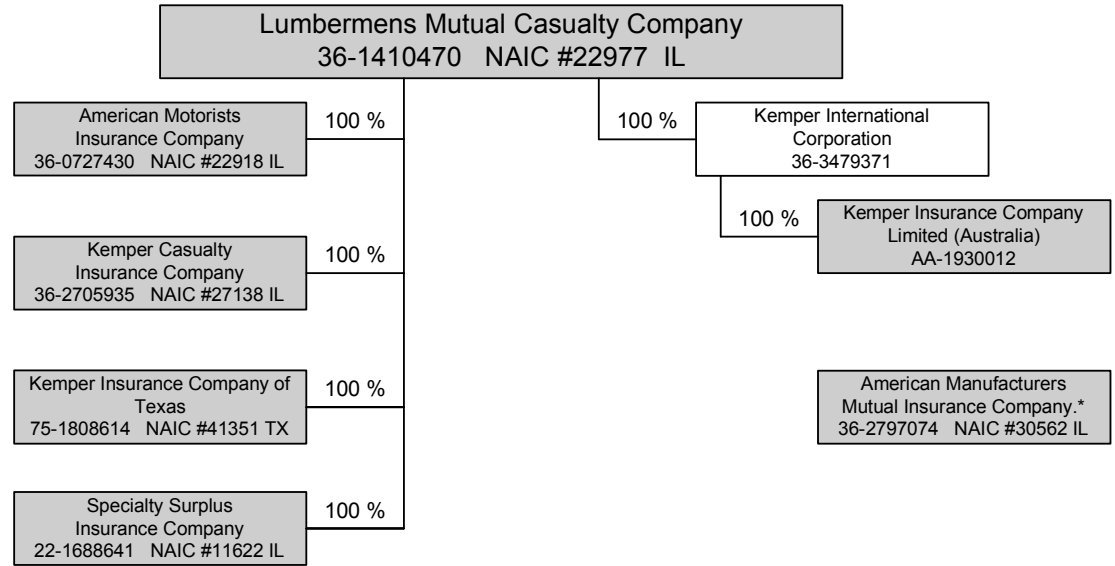 Lumbermens Mutual Casualty Company
36-1410470 NAIC #22977 IL
American Motorists
Insurance Company
36-0727430 NAIC #22918 IL
100 %
100 %
Kemper International
Corporation
36-3479371
100 %
Kemper Insurance Company
Limited (Australia)
AA-1930012
Kemper Casualty
Insurance Company
36-2705935 NAIC #27138 IL
100 %
Kemper Insurance Company of
Texas
75-1808614 NAIC #41351 TX
100 %
American Manufacturers
Mutual Insurance Company.*
36-2797074 NAIC #30562 IL
Specialty Surplus
Insurance Company
22-1688641 NAIC #11622 IL
100 %